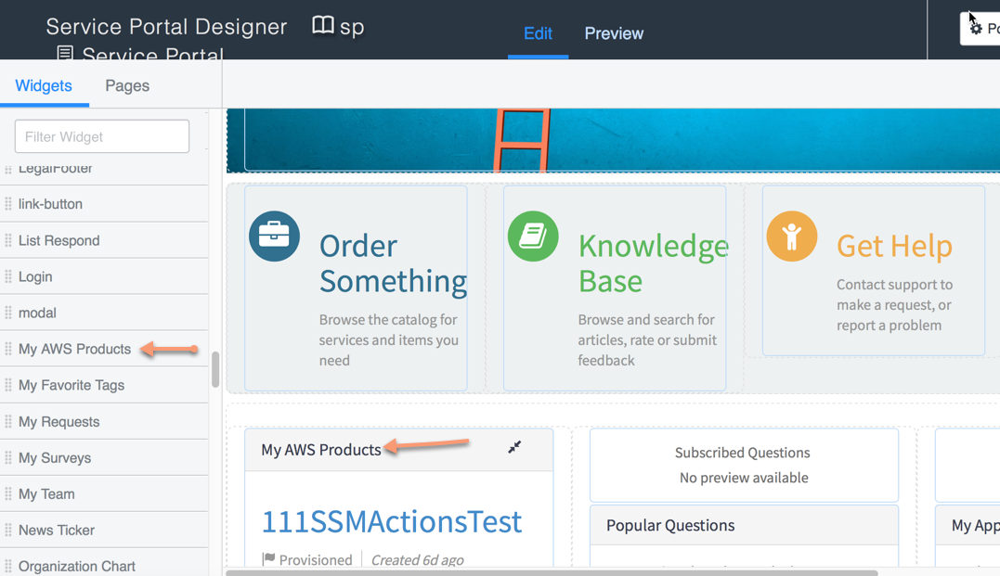 Service Portal Designer
sp
Service Portal
Edit
Preview
Widgets
Pages
Filter Widget
LegalFooter
link-button
List Respond
Login
modal
My AWS Products
My Favorite Tags
My Requests
My Surveys
My Team
News Ticker
Organization Chart
Order
Something
Browse the catalog for
services and items you
need
Knowledge
Base
Browse and search for
articles, rate or submit
feedback
Get Help
Contact support to
make a request, or
report a problem
My AWS Products
111SSMActionsTest
Provisioned
Created 6d ago
Subscribed Questions
No preview available
Popular Questions
My App